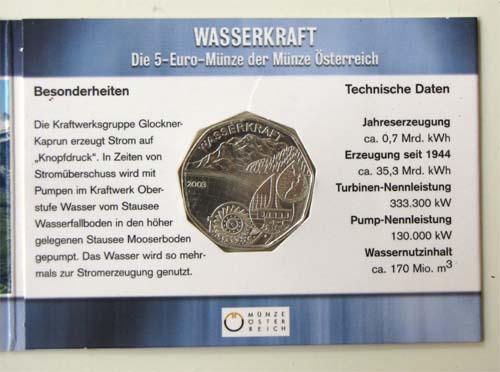 WASSERKRAFT
Die 5-Euro-Münze der Münze Österreich
Besonderheiten
Die Kraftwerksgruppe Glockner-
Kaprun erzeugt Strom auf
„Knopfdruck“. In Zeiten von
Stromüberschuss wird mit
Pumpen im Kraftwerk Ober-
stufe Wasser vom Stausee
Wasserfallboden in den höher
gelegenen Stausee Mooserboden
gepumpt. Das Wasser wird so mehr-
mals zur Stromerzeugung genutzt.
WASSERKRAFT
2003
Technische Daten
Jahreserzeugung
ca. 0,7 Mrd. kWh
Erzeugung seit 1944
ca. 35,3 Mrd. kWh
Turbinen-Nennleistung
333.300 kW
Pump-Nennleistung
130.000 kW
Wassernutzinhalt
ca. 170 Mio. m³
MÜNZE
ÖSTER
REICH